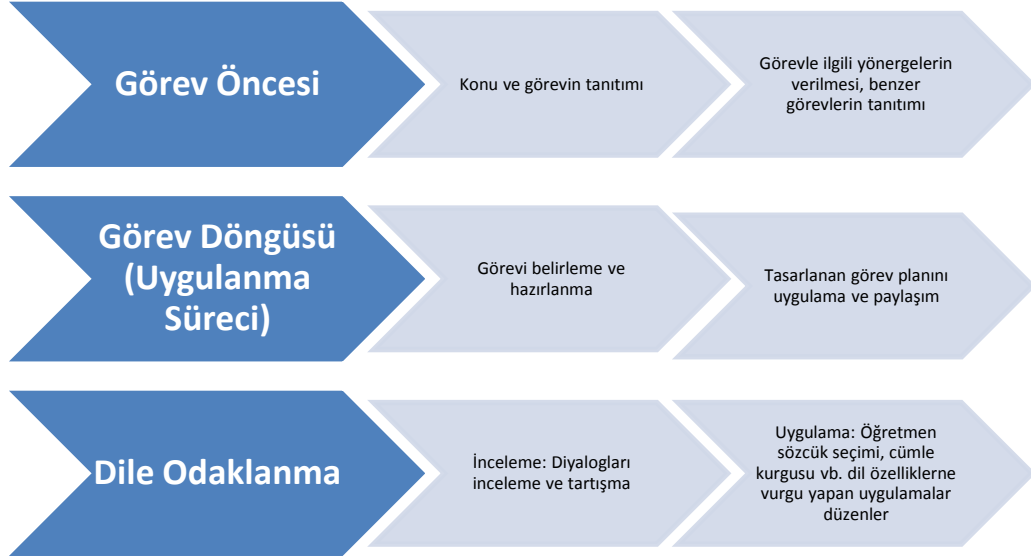 Görev Öncesi
Konu ve görevin tanıtımı
Görevle ilgili yönergelerin
verilmesi, benzer
görevlerin tanıtımı
Görev Döngüsü
(Uygulanma
Süreci)
Görevi belirleme ve
hazırlanma
Tasarlanan görev planını
uygulama ve paylaşım
Dile Odaklanma
İnceleme: Diyalogları
inceleme ve tartışma
Uygulama: Öğretmen
sözcük seçimi, cümle
kurgusu vb. dil özelliklerne
vurgu yapan uygulamalar
düzenler